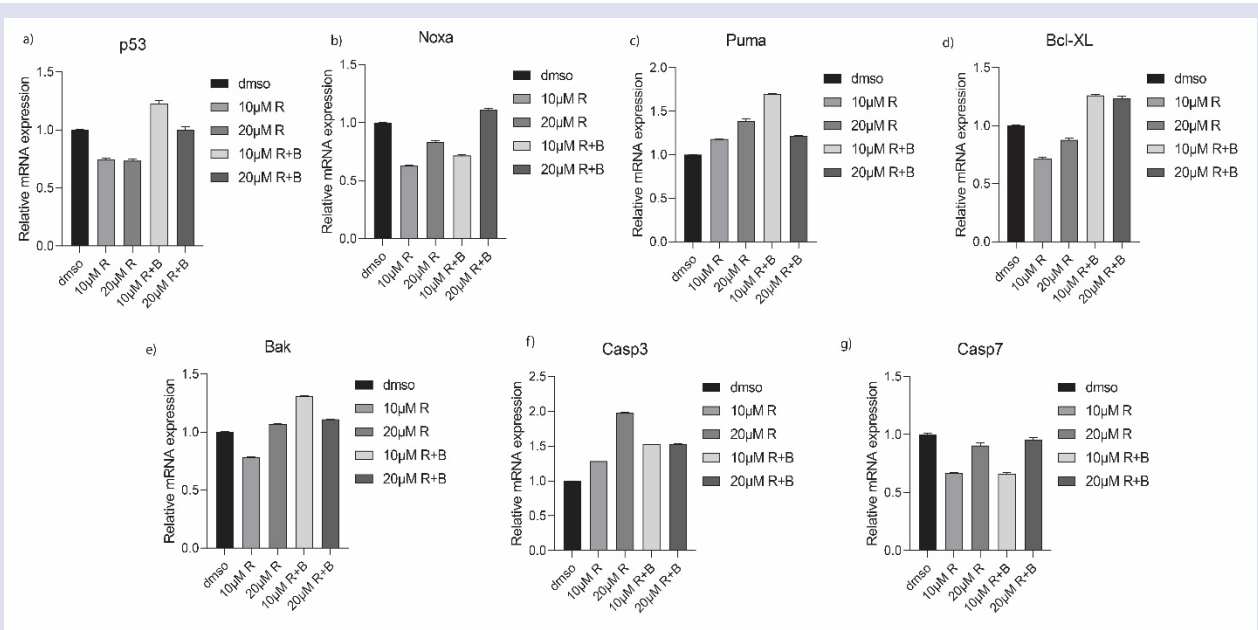 a)
p53
Relative mRNA expression
1.5
1.0
0.5
0.0
dmso
10µM R
20µM R
10µM R+B
20µM R+B
dmso
10µM R
20µM R
10µM R+B
20µM R+B
b)
Noxa
Relative mRNA expression
1.5
1.0
0.5
0.0
dmso
10µM R
20µM R
10µM R+B
20µM R+B
dmso
10µM R
20µM R
10µM R+B
20µM R+B
c)
Puma
Relative mRNA expression
2.0
1.5
1.0
0.5
0.0
dmso
10µM R
20µM R
10µM R+B
20µM R+B
dmso
10µM R
20µM R
10µM R+B
20µM R+B
d)
Bcl-XL
Relative mRNA expression
1.5
1.0
0.5
0.0
dmso
10µM R
20µM R
10µM R+B
20µM R+B
dmso
10µM R
20µM R
10µM R+B
20µM R+B
e)
Bak
Relative mRNA expression
1.5
1.0
0.5
0.0
dmso
10µM R
20µM R
10µM R+B
20µM R+B
dmso
10µM R
20µM R
10µM R+B
20µM R+B
f)
Casp3
Relative mRNA expression
2.5
2.0
1.5
1.0
0.5
0.0
dmso
10µM R
20µM R
10µM R+B
20µM R+B
dmso
10µM R
20µM R
10µM R+B
20µM R+B
g)
Casp7
Relative mRNA expression
1.5
1.0
0.5
0.0
dmso
10µM R
20µM R
10µM R+B
20µM R+B
dmso
10µM R
20µM R
10µM R+B
20µM R+B